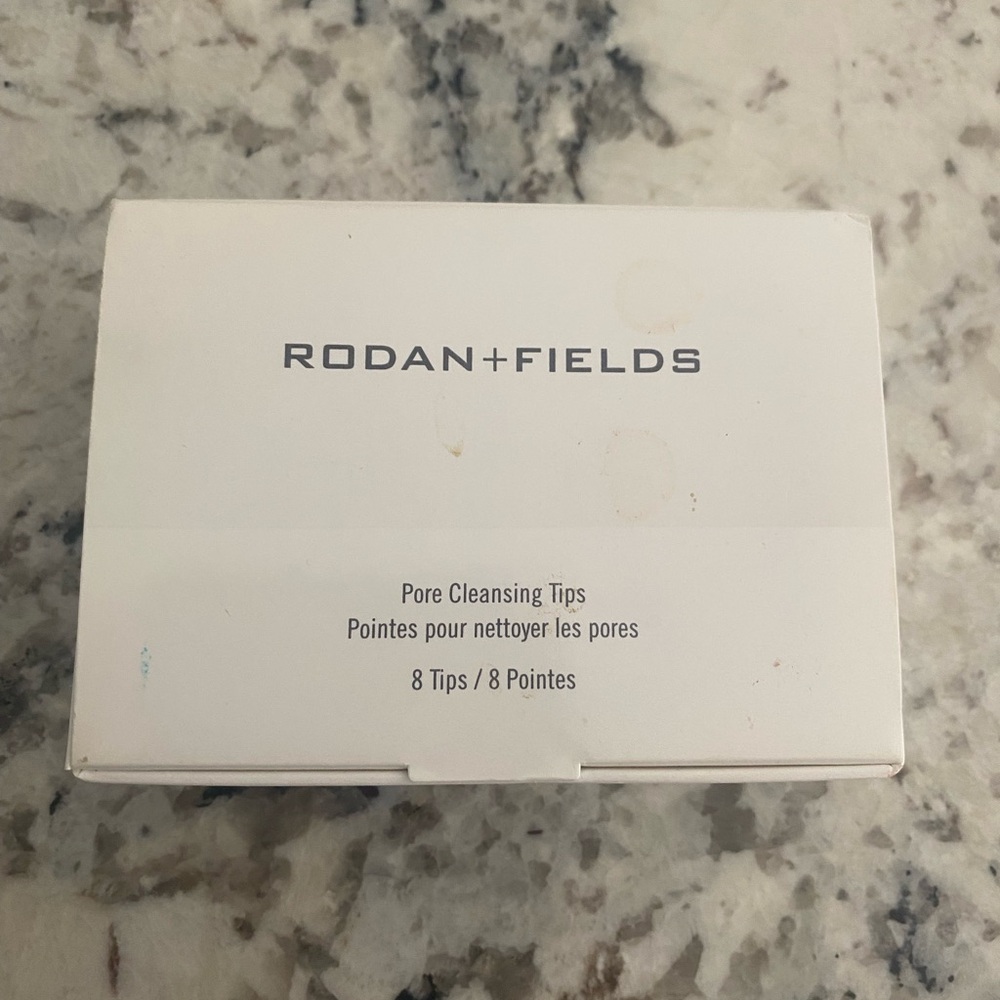 RODAN+FIELDS
Pore Cleansing Tips
Pointes pour nettoyer les pores
8 Tips / 8 Pointes